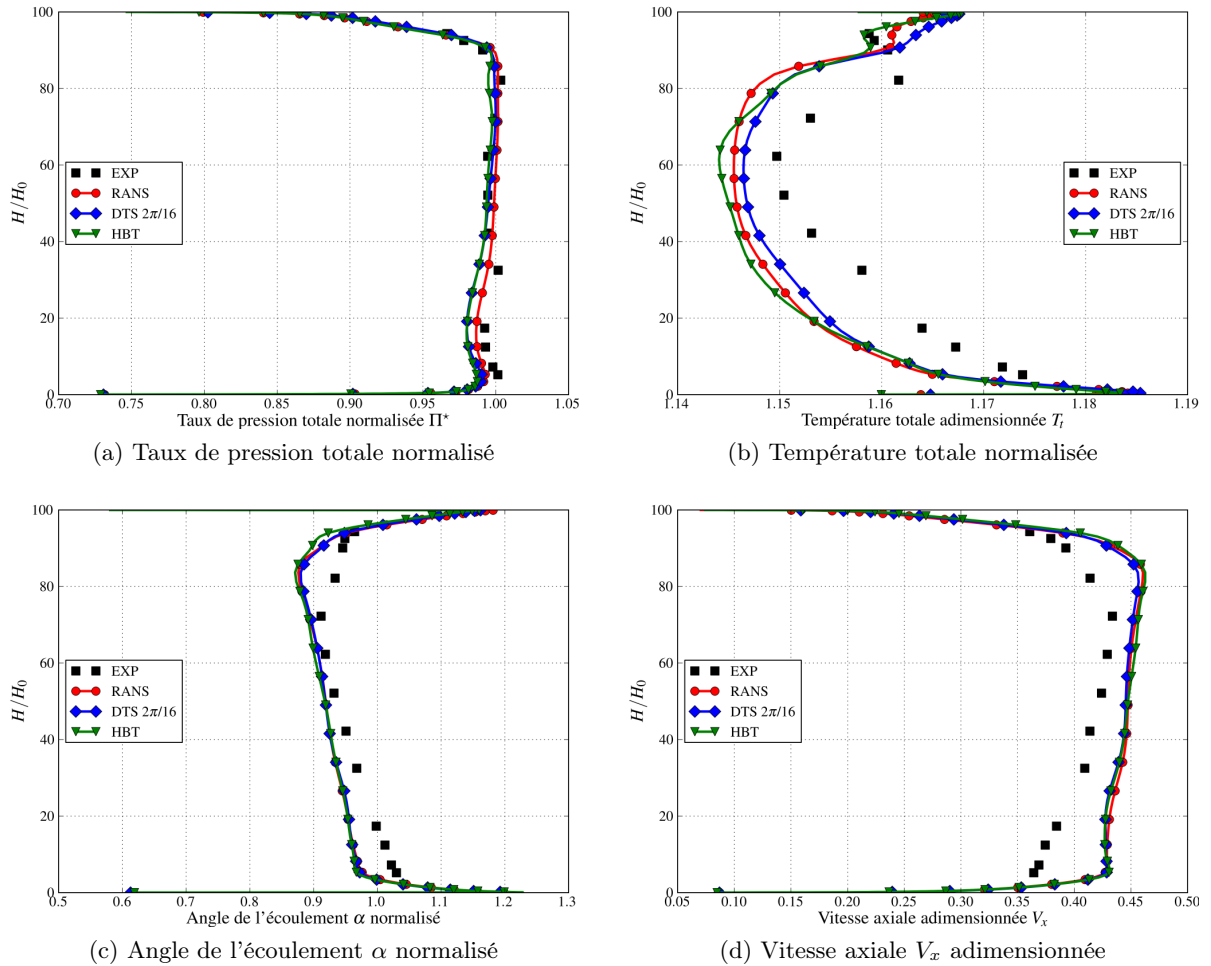 100
80
60
40
20
0
H/H₀
EXP
RANS
DTS 2π/16
HBT
0.70 0.75 0.80 0.85 0.90 0.95 1.00 1.05
Taux de pression totale normalisée Π*
(a) Taux de pression totale normalisé
100
80
60
40
20
0
H/H₀
EXP
RANS
DTS 2π/16
HBT
1.14 1.15 1.16 1.17 1.18 1.19
Température totale adimensionnée Tₜ
(b) Température totale normalisée
100
80
60
40
20
0
H/H₀
EXP
RANS
DTS 2π/16
HBT
0.5 0.6 0.7 0.8 0.9 1.0 1.1 1.2 1.3
Angle de l'écoulement α normalisé
(c) Angle de l'écoulement α normalisé
100
80
60
40
20
0
H/H₀
EXP
RANS
DTS 2π/16
HBT
0.05 0.10 0.15 0.20 0.25 0.30 0.35 0.40 0.45 0.50
Vitesse axiale adimensionnée Vₓ
(d) Vitesse axiale Vₓ adimensionnée